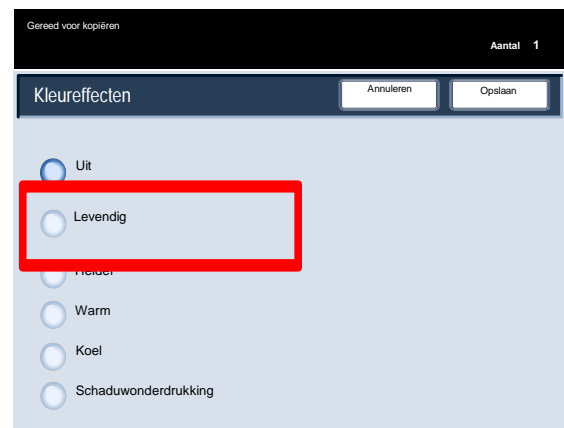 Gereed voor kopiëren
Aantal 1
Kleureffecten
Annuleren
Opslaan
Uit
Levendig
Helder
Warm
Koel
Schaduwonderdrukking